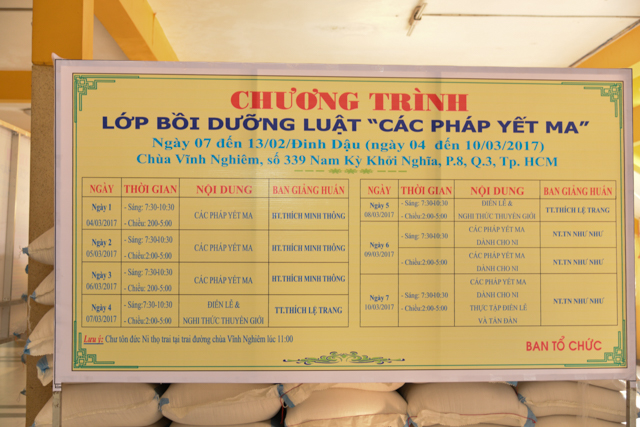 CHƯƠNG TRÌNH
LỚP BỒI DƯỠNG LUẬT “CÁC PHÁP YẾT MA”
Ngày 07 đến 13/02/Đinh Dậu (ngày 04 đến 10/03/2017)
Chùa Vĩnh Nghiêm, số 339 Nam Kỳ Khởi Nghĩa, P.8, Q.3, Tp. HCM
NGÀY THỜI GIAN NỘI DUNG BAN GIẢNG HUẤN
Ngày 1
04/03/2017
- Sáng: 7:30-10:30
- Chiều: 200-5:00
CÁC PHÁP YẾT MA
HT.THÍCH MINH THÔNG
Ngày 2
05/03/2017
- Sáng: 7:30-10:30
- Chiều:2:00-5:00
CÁC PHÁP YẾT MA
HT.THÍCH MINH THÔNG
Ngày 3
06/03/2017
- Sáng: 7:30-10:30
- Chiều: 200-5:00
CÁC PHÁP YẾT MA
HT.THÍCH MINH THÔNG
Ngày 4
07/03/2017
- Sáng:7:30-10:30
- Chiều:2:00-5:00
ĐIỂN LỄ &
NGHI THỨC THUYỀN GIỚI
TT.THÍCH LỆ TRANG
NGÀY THỜI GIAN NỘI DUNG BAN GIẢNG HUẤN
Ngày 5
08/03/2017
- Sáng: 7:30-10:30
- Chiều:2:00-5:00
ĐIỂN LỄ &
NGHI THỨC THUYỀN GIỚI
TT.THÍCH LỆ TRANG
Ngày 6
09/03/2017
- Sáng: 7:30-10:30
CÁC PHÁP YẾT MA
DÀNH CHO NI
NT.TN NHƯ NHƯ
- Chiều:2:00-5:00
CÁC PHÁP YẾT MA
DÀNH CHO NI
NT.TN NHƯ NHƯ
Ngày 7
10/03/2017
- Sáng: 7:30-10:30
- Chiều:2:00-5:00
CÁC PHÁP YẾT MA
DÀNH CHO NI
THỰC TẬP ĐIỂN LỄ
VÀ TÁN ĐÁN
NT.TN NHƯ NHƯ
Lưu ý: Chư tôn đức Ni thọ trai tại trai đường chùa Vĩnh Nghiêm lúc 11:00
BAN TỔ CHỨC